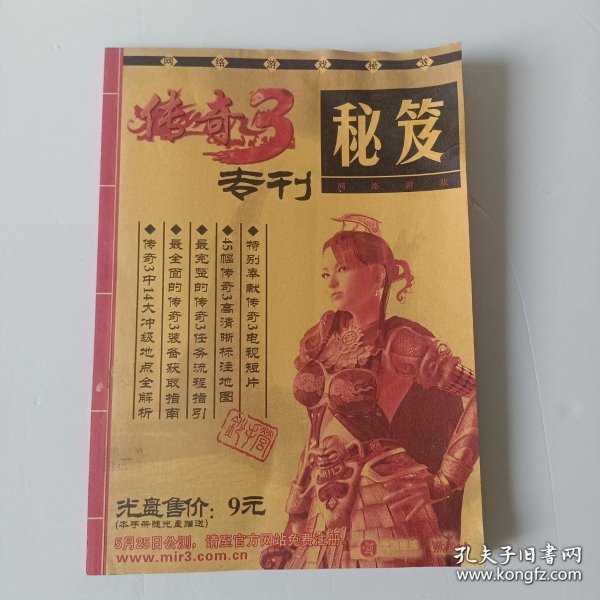 网络游戏秘笈
传奇3
专刊
秘笈
网络游戏
◆特别奉献传奇3电视短片
◆45幅传奇3高清晰标注地图
◆最完整的传奇3任务流程指引
◆最全面的传奇3装备获取指南
◆传奇3中14大冲级地点全解析
光盘售价：9元
(本手册随光盘赠送)
5月25日公测，请至官方网站免费注册
www.mir3.com.cn
孔夫子旧书网
www.kongfz.com